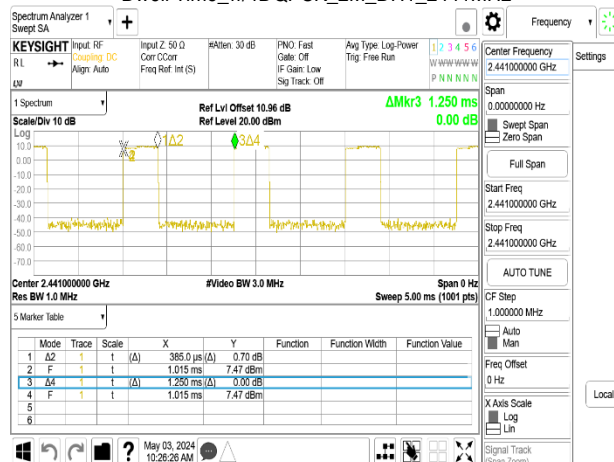 Spectrum Analyzer 1
Swept SA
+
Frequency
Settings
KEYSIGHT
Input: RF
Coupling: DC
Align: Auto
Input Z: 50 Ω
Corr CCorr
Freq Ref: Int (S)
#Atten: 30 dB
PNO: Fast
Gate: Off
IF Gain: Low
Sig Track: Off
Avg Type: Log-Power
Trig: Free Run
1 2 3 4 5 6
W W W W W W
P N N N N N
RL
1 Spectrum
Scale/Div 10 dB
Ref Lvl Offset 10.96 dB
Ref Level 20.00 dBm
ΔMkr3 1.250 ms
0.00 dB
Log
10.0
0.00
-10.0
-20.0
-30.0
-40.0
-50.0
-60.0
-70.0
1Δ2
3Δ4
Center 2.441000000 GHz
Res BW 1.0 MHz
#Video BW 3.0 MHz
Span 0 Hz
Sweep 5.00 ms (1001 pts)
5 Marker Table
Mode Trace Scale X Y Function Function Width Function Value
1 Δ2 1 t (Δ) 385.0 µs (Δ) 0.70 dB
2 F 1 t 1.015 ms 7.47 dBm
3 Δ4 1 t (Δ) 1.250 ms (Δ) 0.00 dB
4 F 1 t 1.015 ms 7.47 dBm
5
6
May 03, 2024
10:26:26 AM
Center Frequency
2.441000000 GHz
Span
0.00000000 Hz
Swept Span
Zero Span
Full Span
Start Freq
2.441000000 GHz
Stop Freq
2.441000000 GHz
AUTO TUNE
CF Step
1.000000 MHz
Auto
Man
Freq Offset
0 Hz
X Axis Scale
Log
Lin
Signal Track
(Span Zoom)
Local